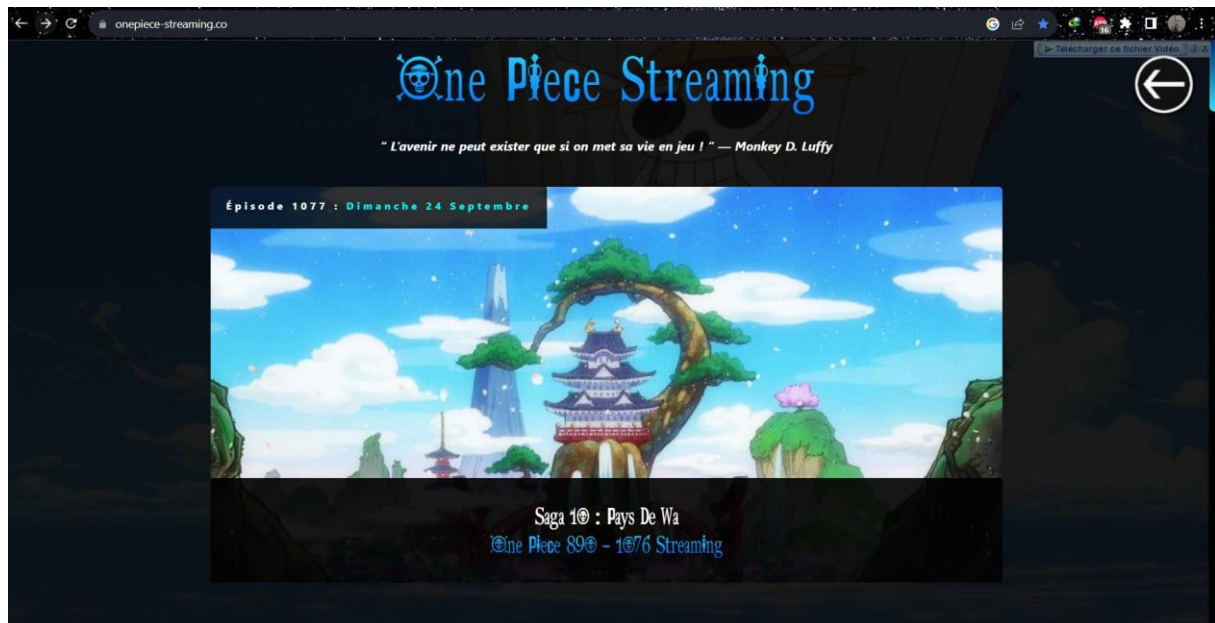 onepiece-streaming.co
16
Télécharger ce fichier Vidéo
One Piece Streaming
“ L'avenir ne peut exister que si on met sa vie en jeu ! ” — Monkey D. Luffy
Épisode 1077 : Dimanche 24 Septembre
Saga 10 : Pays De Wa
One Piece 890 – 1076 Streaming